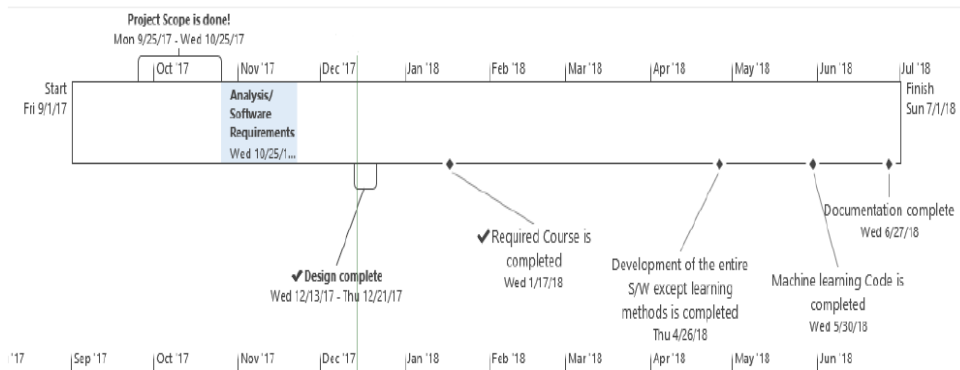 Project Scope is done!
Mon 9/25/17 - Wed 10/25/17
Oct '17
Nov '17
Dec '17
Jan '18
Feb '18
Mar '18
Apr '18
May '18
Jun '18
Jul '18
Start
Fri 9/1/17
Analysis/
Software
Requirements
Wed 10/25/1...
Finish
Sun 7/1/18
✔Design complete
Wed 12/13/17 - Thu 12/21/17
✔Required Course is
completed
Wed 1/17/18
Development of the entire
S/W except learning
methods is completed
Thu 4/26/18
Machine learning Code is
completed
Wed 5/30/18
Documentation complete
Wed 6/27/18
'17
Sep '17
Oct '17
Nov '17
Dec '17
Jan '18
Feb '18
Mar '18
Apr '18
May '18
Jun '18